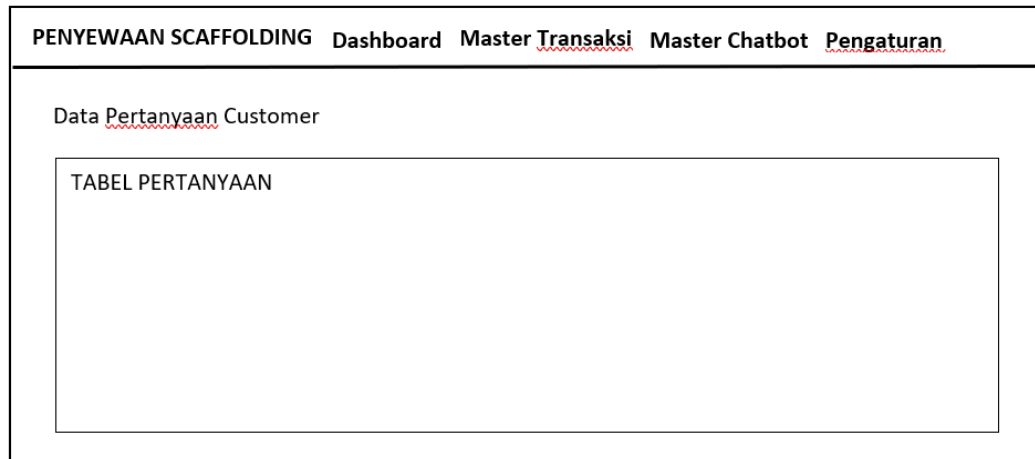 PENYEWAAN SCAFFOLDING Dashboard Master Transaksi Master Chatbot Pengaturan
Data Pertanyaan Customer
TABEL PERTANYAAN